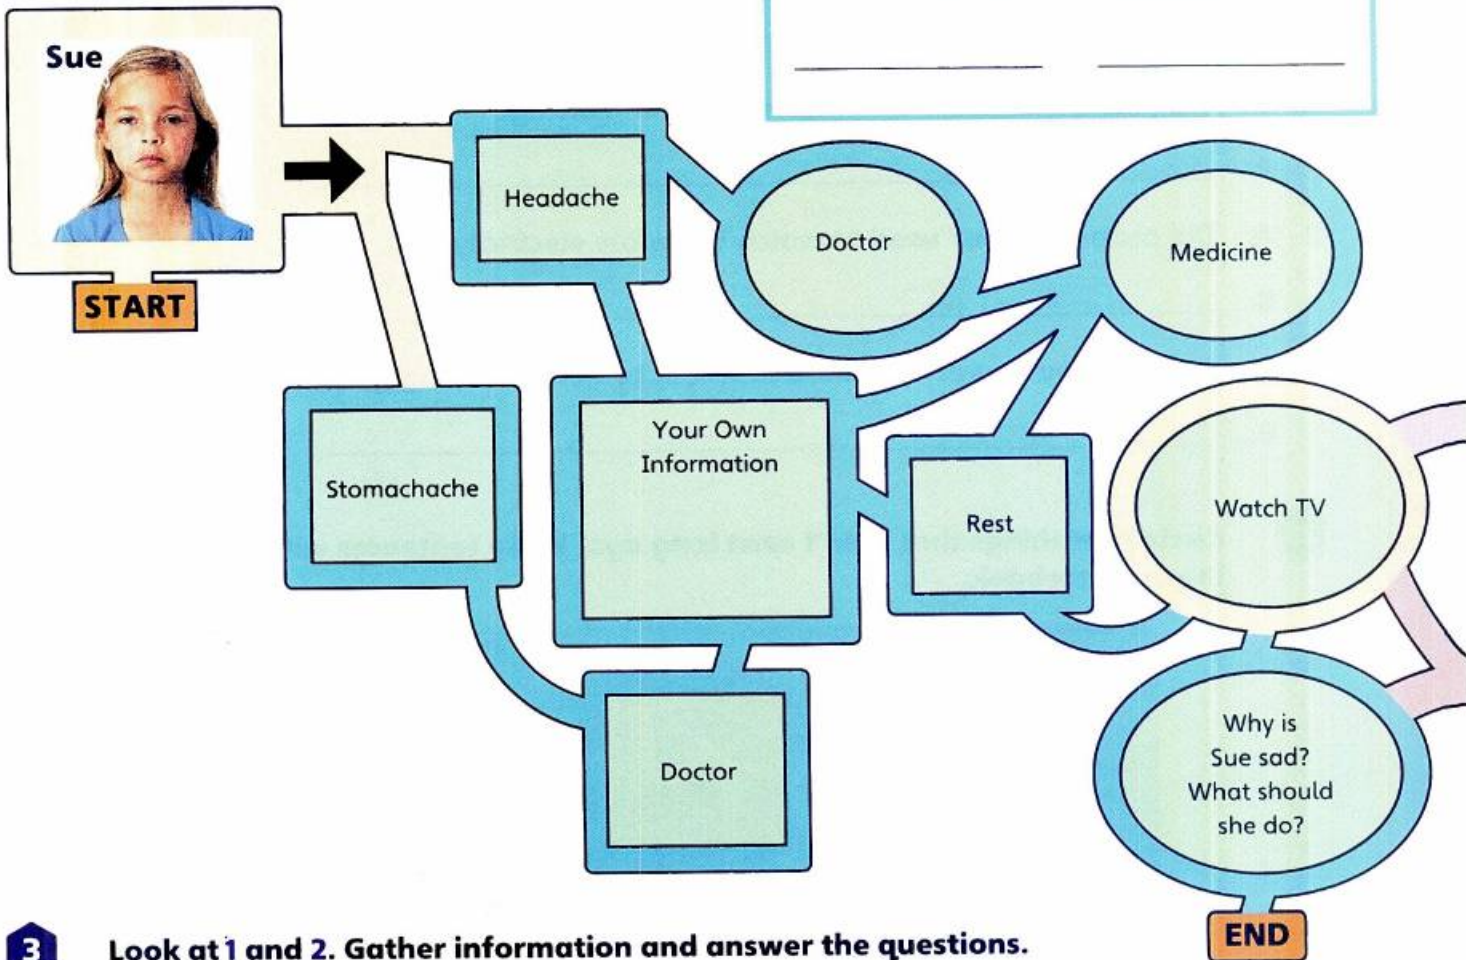 Sue
START
Headache
Doctor
Medicine
Your Own
Information
Stomachache
Rest
Watch TV
Doctor
Why is
Sue sad?
What should
she do?
END
3 Look at 1 and 2. Gather information and answer the questions.